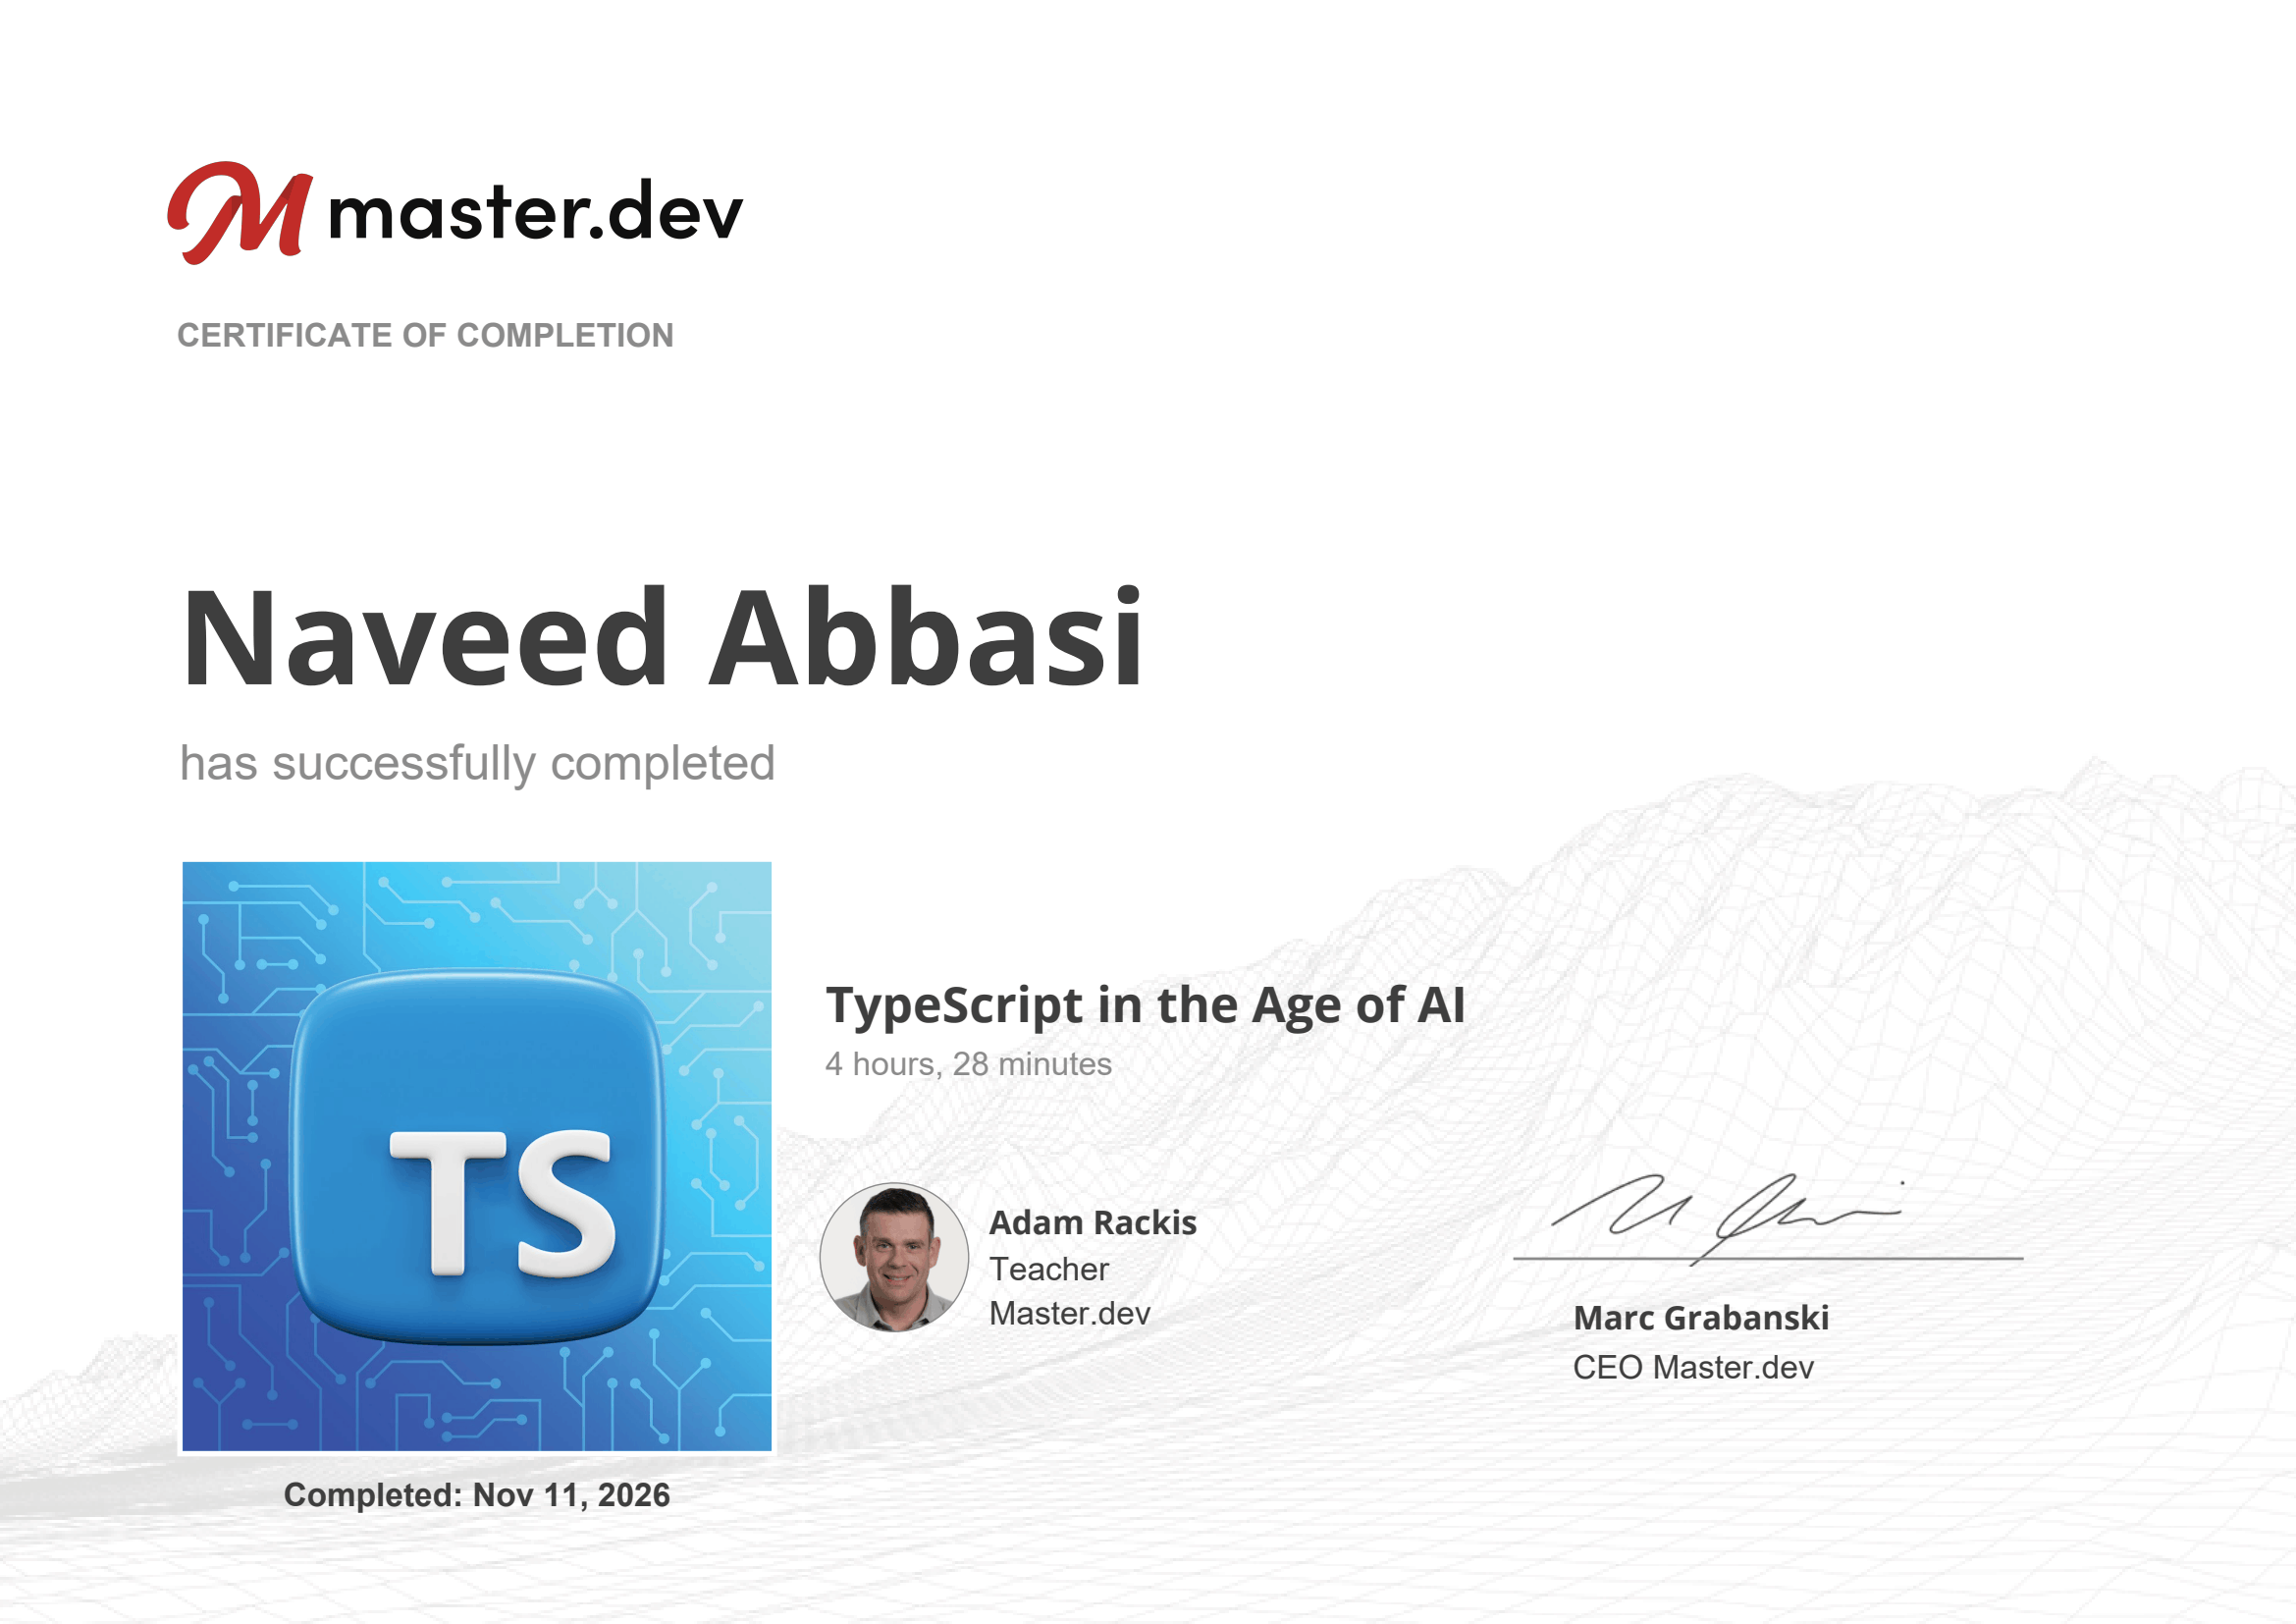 master.dev
CERTIFICATE OF COMPLETION
Naveed Abbasi
has successfully completed
TS
TypeScript in the Age of AI
4 hours, 28 minutes
Adam Rackis
Teacher
Master.dev
Marc Grabanski
CEO Master.dev
Completed: Nov 11, 2026